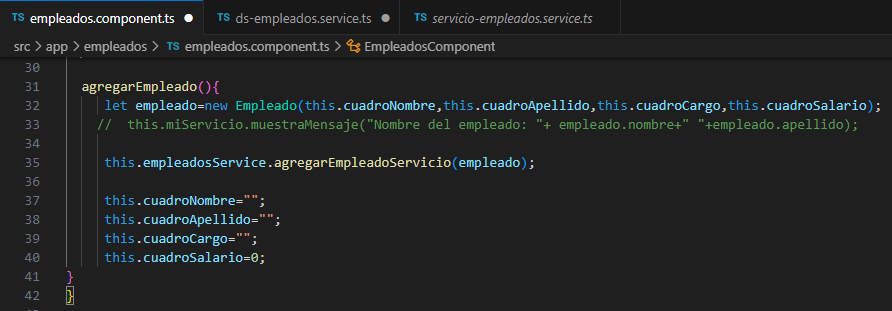 TS empleados.component.ts ● TS ds-empleados.service.ts ● TS servicio-empleados.service.ts
src > app > empleados > TS empleados.component.ts > EmpleadosComponent
30
31 agregarEmpleado(){
32 let empleado=new Empleado(this.cuadroNombre,this.cuadroApellido,this.cuadroCargo,this.cuadroSalario);
33 // this.miServicio.muestraMensaje("Nombre del empleado: "+ empleado.nombre+" "+empleado.apellido);
34
35 this.empleadosService.agregarEmpleadoServicio(empleado);
36
37 this.cuadroNombre="";
38 this.cuadroApellido="";
39 this.cuadroCargo="";
40 this.cuadroSalario=0;
41 }
42 }